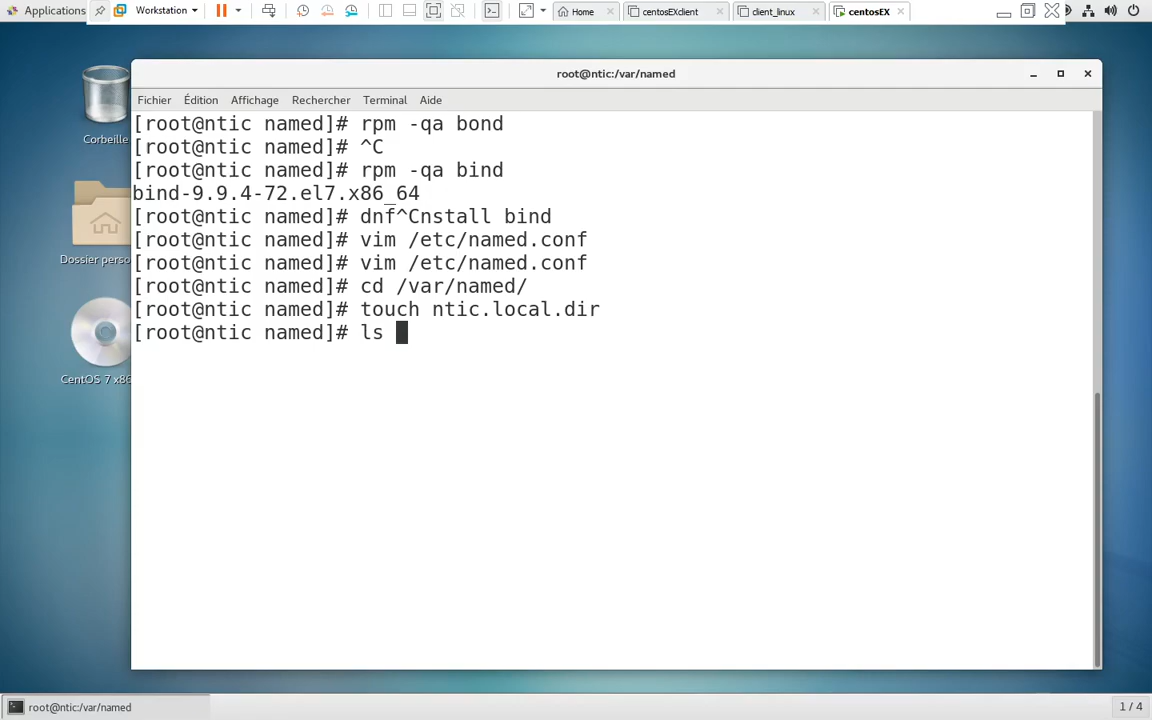 Applications
Workstation
Home
centosEXclient
client_linux
centosEX
Corbeille
Dossier perso
CentOS 7 x86
root@ntic:/var/named
Fichier Édition Affichage Rechercher Terminal Aide
[root@ntic named]# rpm -qa bond
[root@ntic named]# ^C
[root@ntic named]# rpm -qa bind
bind-9.9.4-72.el7.x86_64
[root@ntic named]# dnf^Cnstall bind
[root@ntic named]# vim /etc/named.conf
[root@ntic named]# vim /etc/named.conf
[root@ntic named]# cd /var/named/
[root@ntic named]# touch ntic.local.dir
[root@ntic named]# ls
root@ntic:/var/named
1 / 4